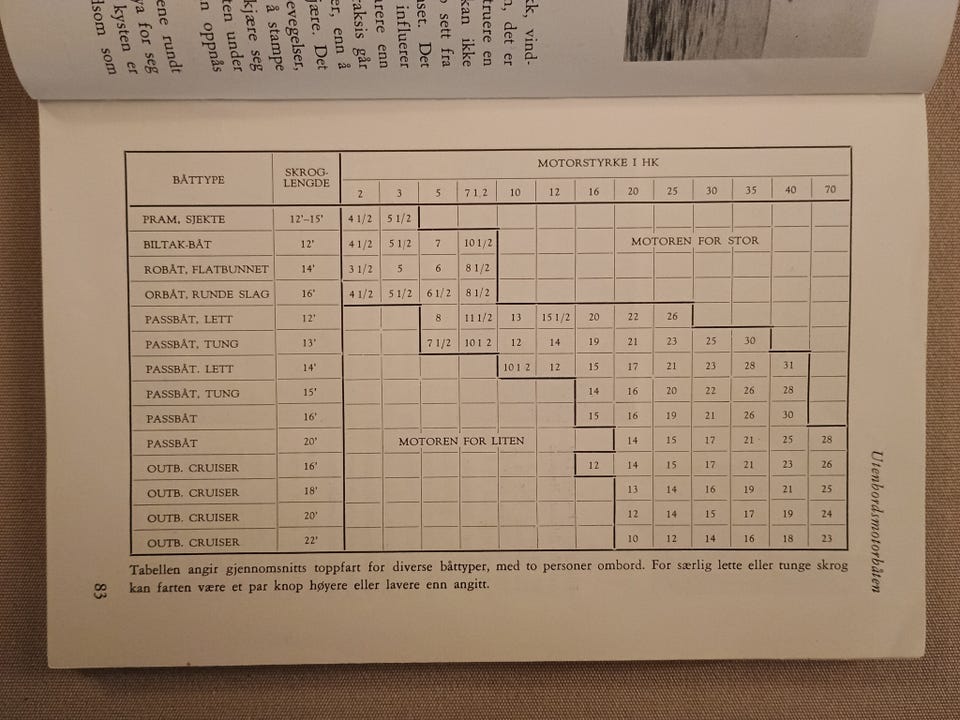 ck, vind-
n, det er
truere en
kan ikke
o sett fra
set. Det
influerer
arere enn
raksis går
er, enn å
jære. Det
evegelser,
å stampe
kjære seg
ten under
n oppnås
ene rundt
ya for seg
kysten er
dsom som
BÅTTYPE SKROG-LENGDE MOTORSTYRKE I HK
2 3 5 7 1 2 10 12 16 20 25 30 35 40 70
PRAM, SJEKTE 12'–15' 4 1/2 5 1/2
BILTAK-BÅT 12' 4 1/2 5 1/2 7 10 1/2 MOTOREN FOR STOR
ROBÅT, FLATBUNNET 14' 3 1/2 5 6 8 1/2
ORBÅT, RUNDE SLAG 16' 4 1/2 5 1/2 6 1/2 8 1/2
PASSBÅT, LETT 12' 8 11 1/2 13 15 1/2 20 22 26
PASSBÅT, TUNG 13' 7 1/2 10 1 2 12 14 19 21 23 25 30
PASSBÅT. LETT 14' 10 1 2 12 15 17 21 23 28 31
PASSBÅT, TUNG 15' 14 16 20 22 26 28
PASSBÅT 16' 15 16 19 21 26 30
PASSBÅT 20' MOTOREN FOR LITEN 14 15 17 21 25 28
OUTB. CRUISER 16' 12 14 15 17 21 23 26
OUTB. CRUISER 18' 13 14 16 19 21 25
OUTB. CRUISER 20' 12 14 15 17 19 24
OUTB. CRUISER 22' 10 12 14 16 18 23
Tabellen angir gjennomsnitts toppfart for diverse båttyper, med to personer ombord. For særlig lette eller tunge skrog
kan farten være et par knop høyere eller lavere enn angitt.
Utenbordsmotorbåten
83